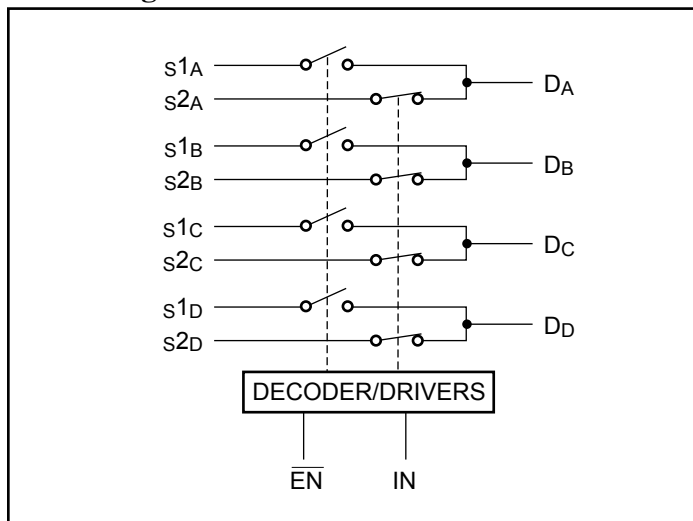 S1A
DA
S2A
S1B
DB
S2B
S1C
DC
S2C
S1D
DD
S2D
DECODER/DRIVERS
EN IN